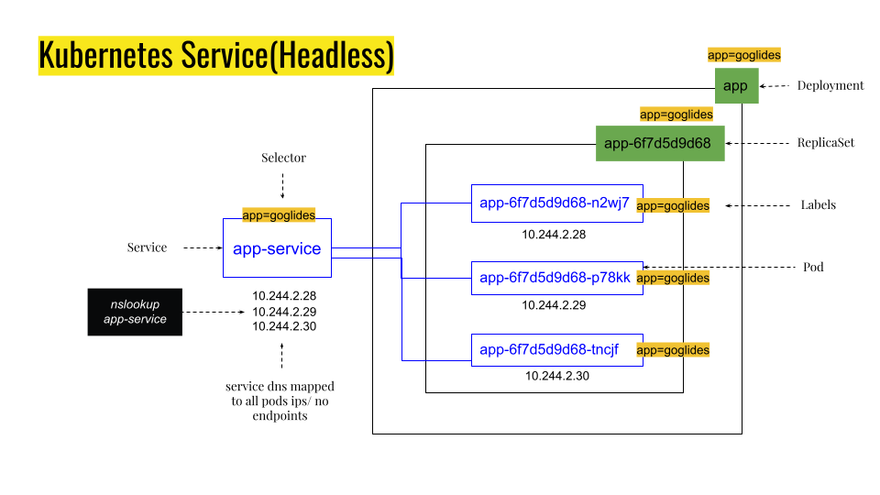 Kubernetes Service(Headless)
app=goglides
app
Deployment
app=goglides
app-6f7d5d9d68
ReplicaSet
Selector
app=goglides
app-service
Service
app-6f7d5d9d68-n2wj7
app=goglides
Labels
10.244.2.28
Pod
app-6f7d5d9d68-p78kk
app=goglides
10.244.2.29
app-6f7d5d9d68-tncjf
app=goglides
10.244.2.30
nslookup
app-service
10.244.2.28
10.244.2.29
10.244.2.30
service dns mapped
to all pods ips/ no
endpoints